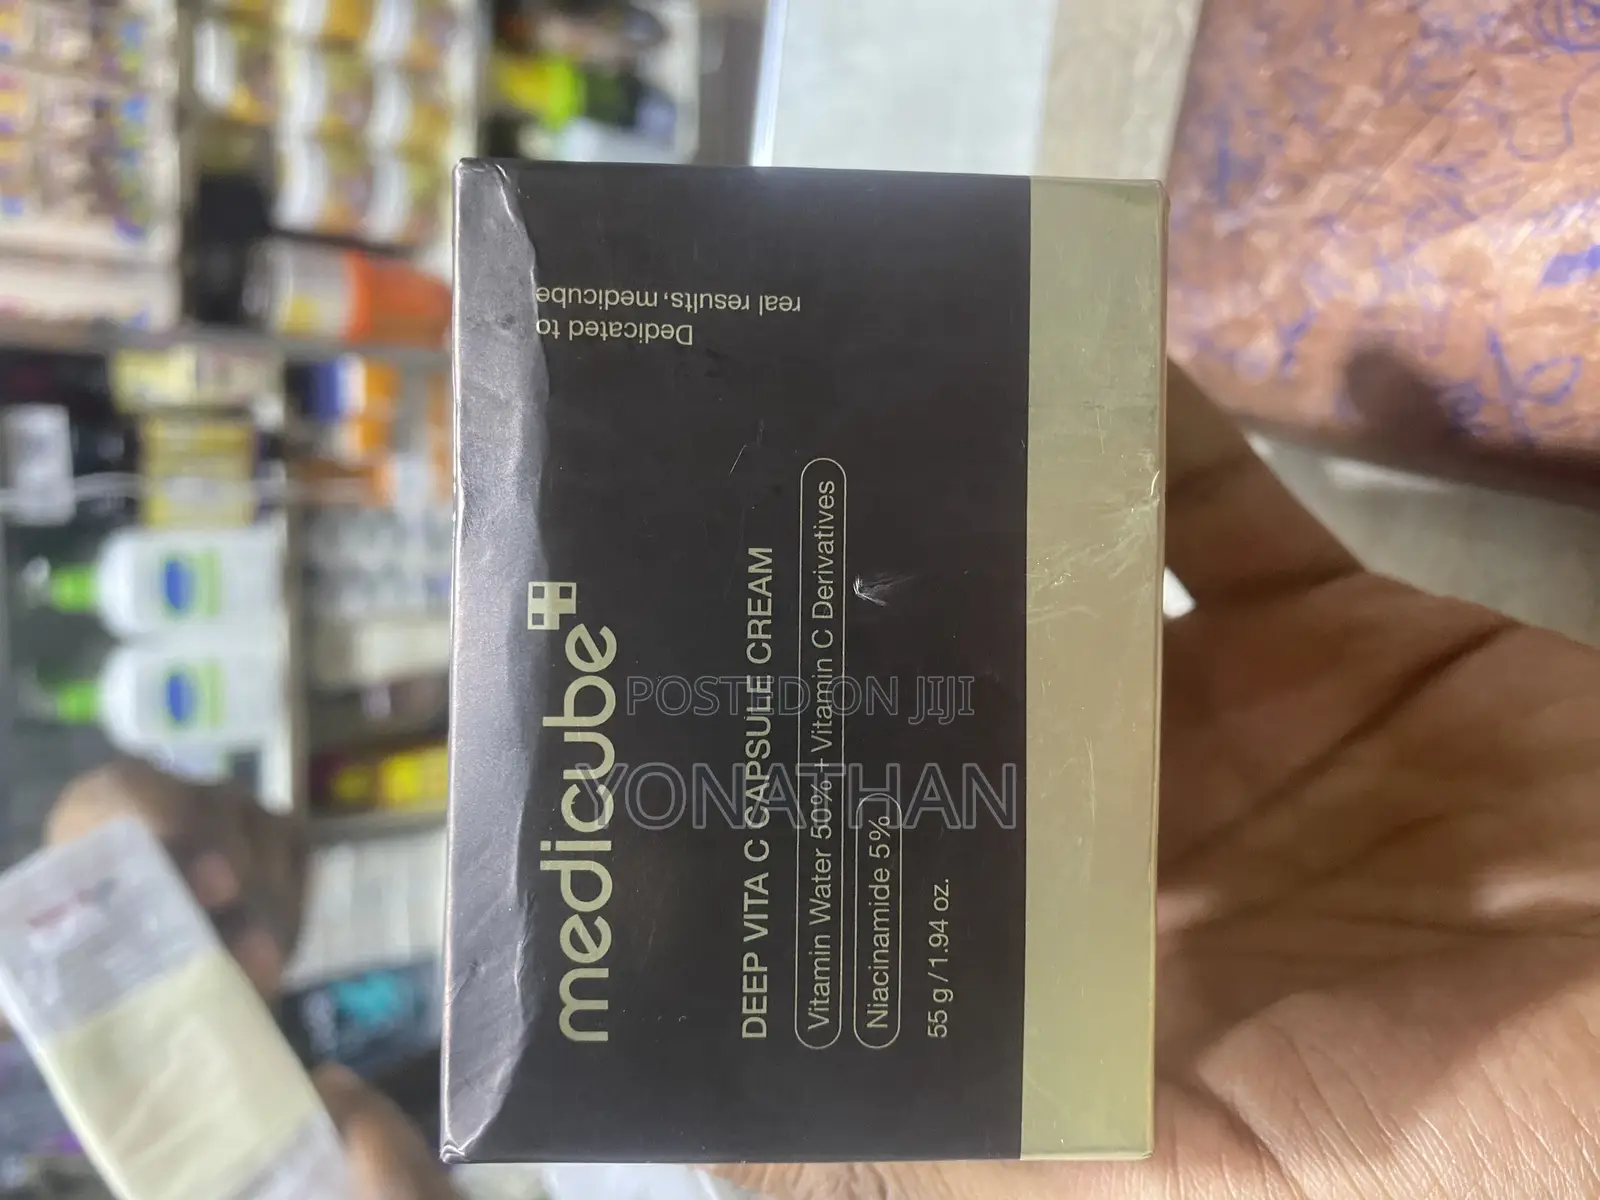 medicube
DEEP VITA C CAPSULE CREAM
Vitamin Water 50% + Vitamin C Derivatives
Niacinamide 5%
55 g / 1.94 oz.
Dedicated to
real results, medicube
POSTED ON JIJI
YONATHAN